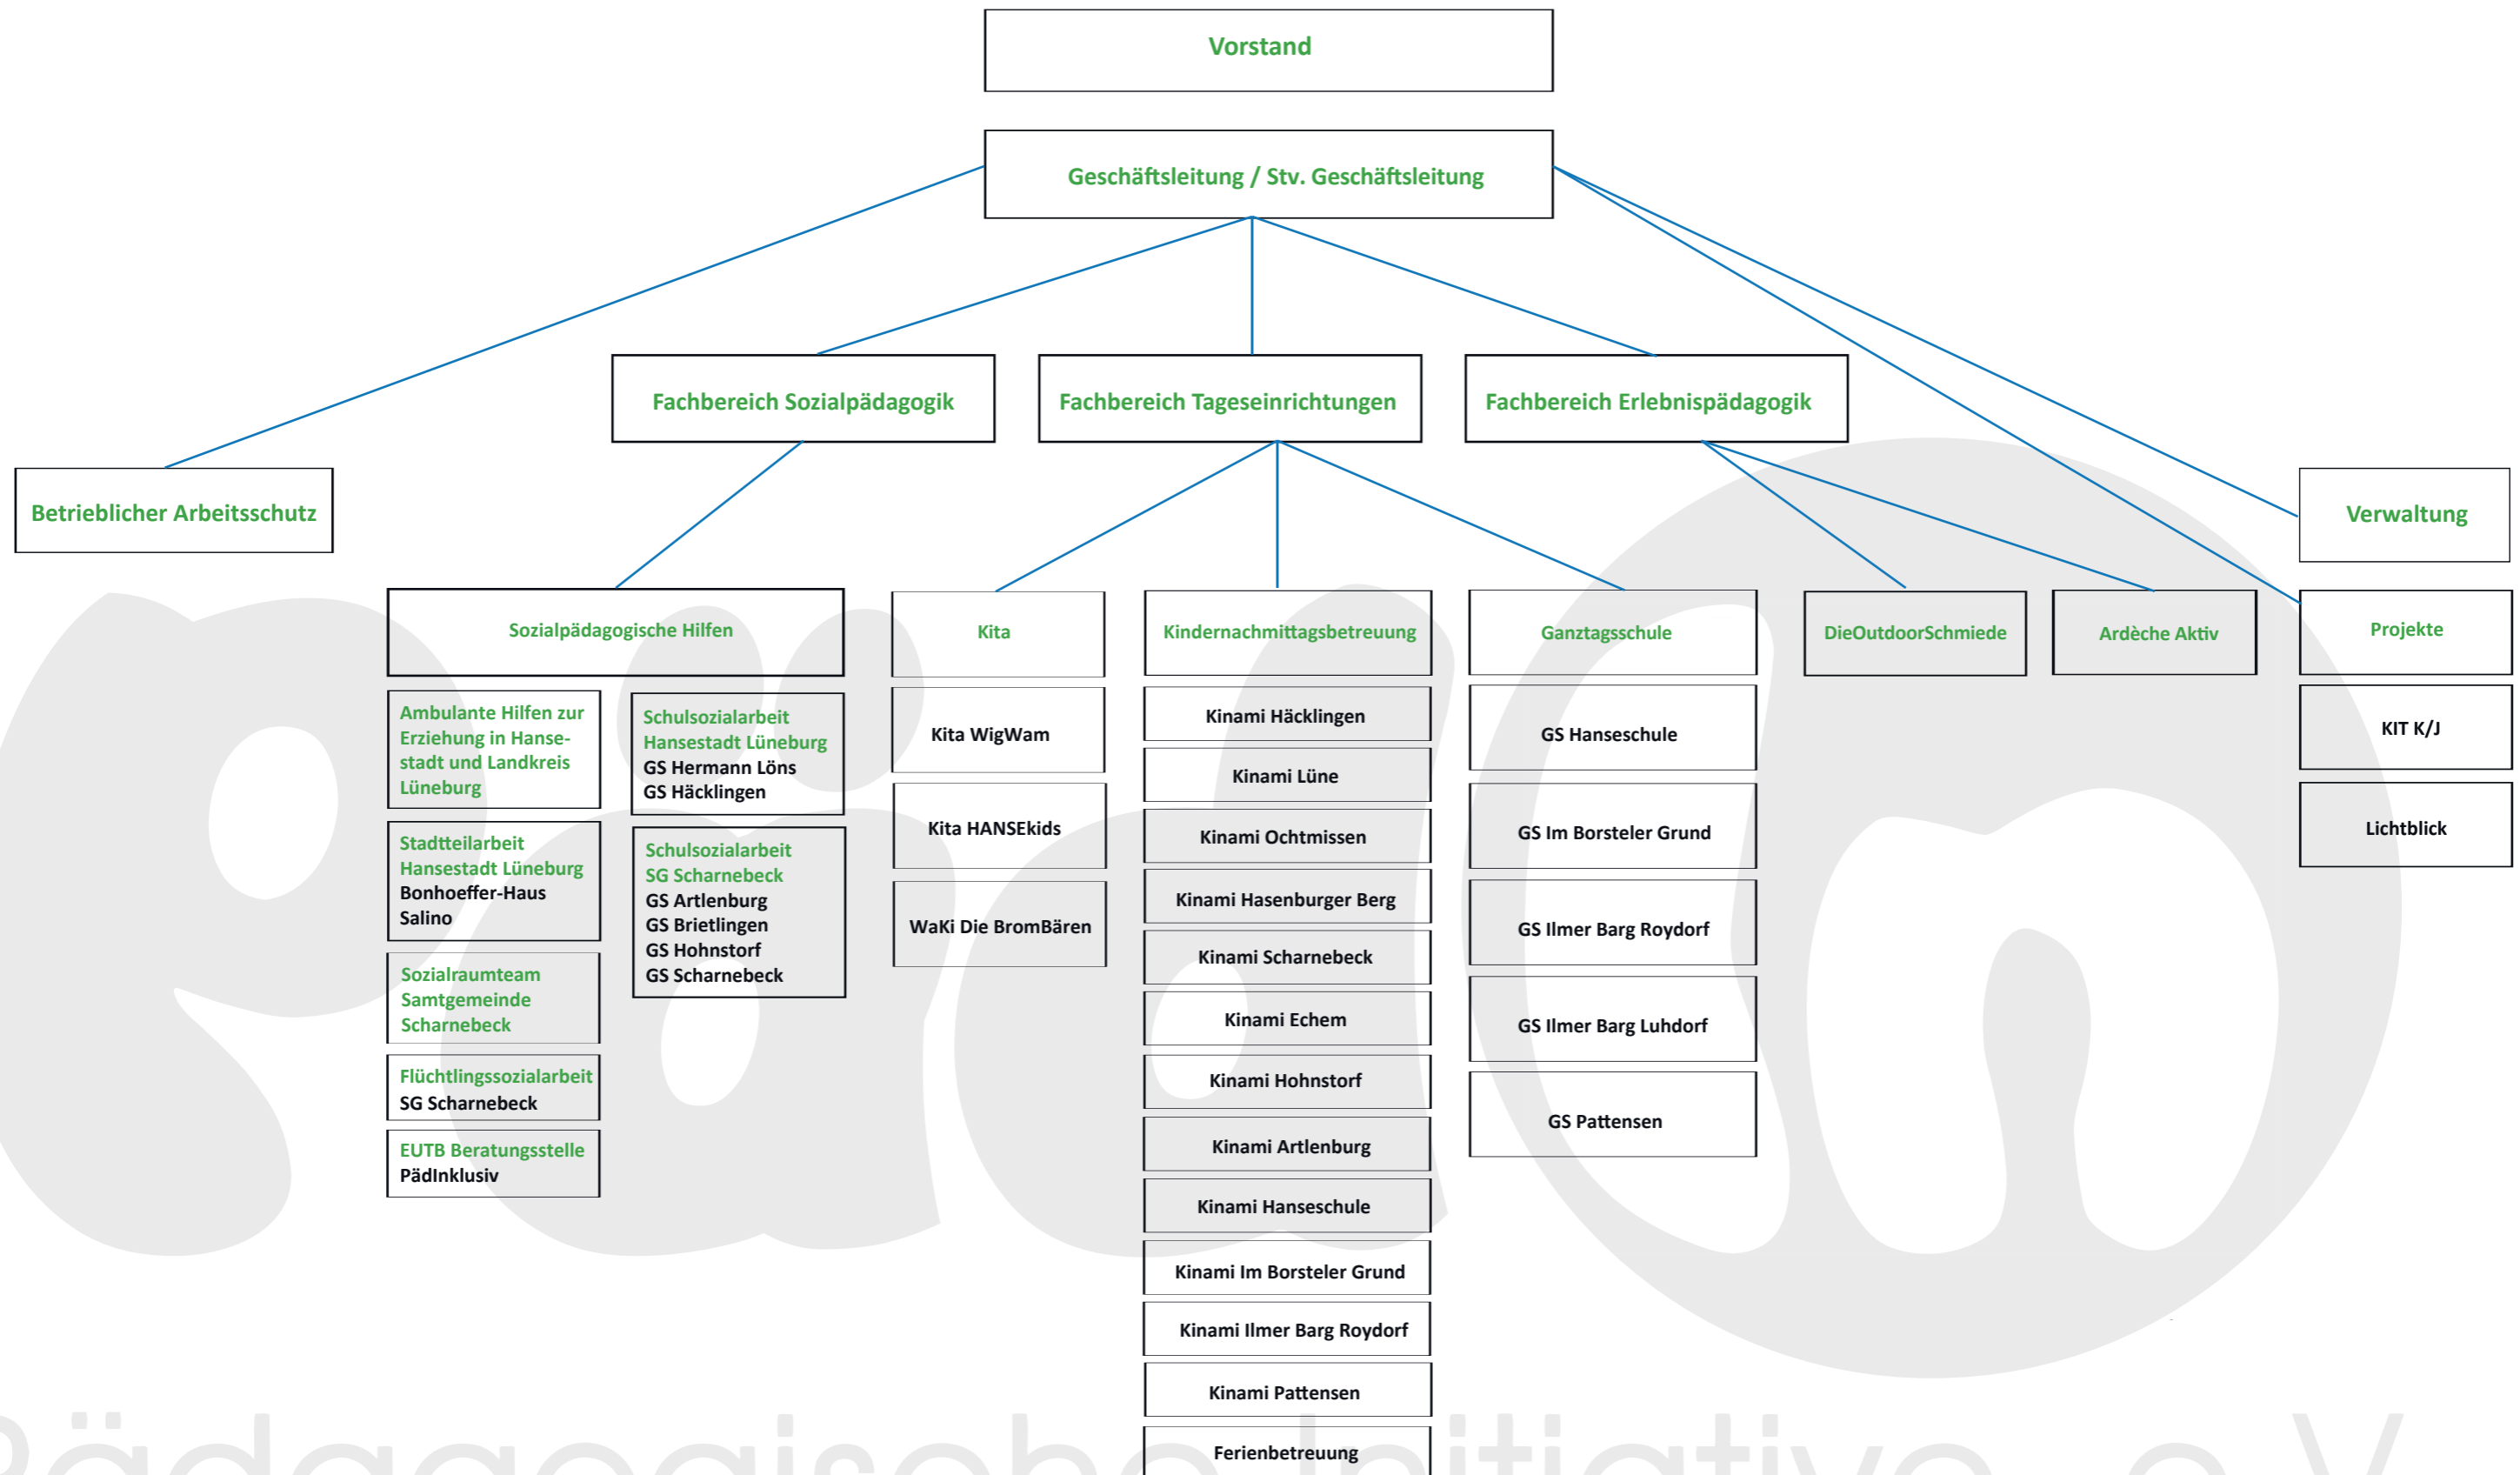 Vorstand
Geschäftsleitung / Stv. Geschäftsleitung
Fachbereich Sozialpädagogik
Fachbereich Tageseinrichtungen
Fachbereich Erlebnispädagogik
Betrieblicher Arbeitsschutz
Verwaltung
Sozialpädagogische Hilfen
Ambulante Hilfen zur
Erziehung in Hanse-
stadt und Landkreis
Lüneburg
Stadtteilarbeit
Hansestadt Lüneburg
Bonhoeffer-Haus
Salino
Sozialraumteam
Samtgemeinde
Scharnebeck
Flüchtlingssozialarbeit
SG Scharnebeck
EUTB Beratungsstelle
PädInklusiv
Schulsozialarbeit
Hansestadt Lüneburg
GS Hermann Löns
GS Häcklingen
Schulsozialarbeit
SG Scharnebeck
GS Artlenburg
GS Brietlingen
GS Hohnstorf
GS Scharnebeck
Kita
Kita WigWam
Kita HANSEkids
WaKi Die BromBären
Kindernachmittagsbetreuung
Kinami Häcklingen
Kinami Lüne
Kinami Ochtmissen
Kinami Hasenburger Berg
Kinami Scharnebeck
Kinami Echem
Kinami Hohnstorf
Kinami Artlenburg
Kinami Hanseschule
Kinami Im Borsteler Grund
Kinami Ilmer Barg Roydorf
Kinami Pattensen
Ferienbetreuung
Ganztagsschule
GS Hanseschule
GS Im Borsteler Grund
GS Ilmer Barg Roydorf
GS Ilmer Barg Luhdorf
GS Pattensen
DieOutdoorSchmiede
Ardèche Aktiv
Projekte
KIT K/J
Lichtblick
päd
Pädagogische Initiative e.V.